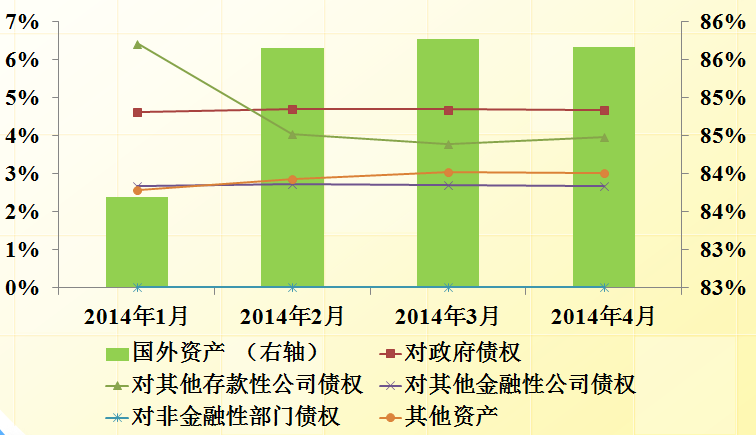 7% 86%
6% 86%
5% 85%
4% 85%
3% 84%
2% 84%
1% 83%
0% 83%
2014年1月 2014年2月 2014年3月 2014年4月
国外资产 （右轴） 对政府债权
对其他存款性公司债权 对其他金融性公司债权
对非金融性部门债权 其他资产